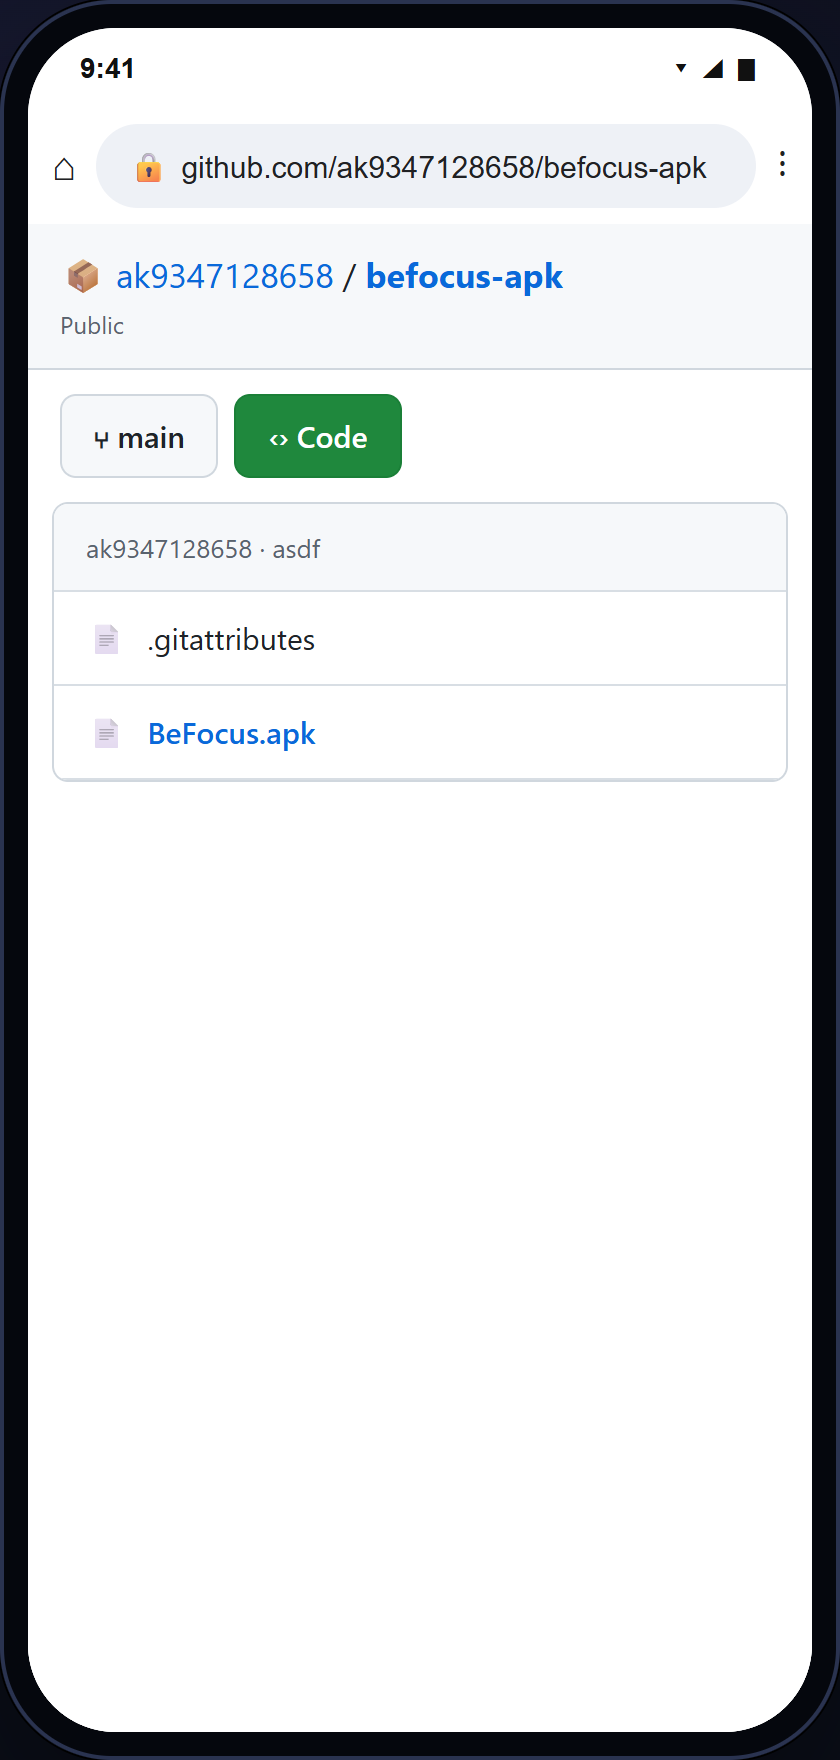 9:41
github.com/ak9347128658/befocus-apk
ak9347128658 / befocus-apk
Public
main
<> Code
ak9347128658 · asdf
.gitattributes
BeFocus.apk